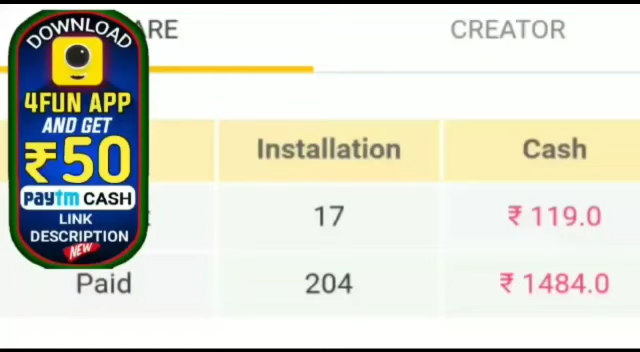 DOWNLOAD
4FUN APP
AND GET
₹50
Paytm CASH
LINK
DESCRIPTION
NEW
CREATOR
Installation Cash
17 ₹ 119.0
Paid 204 ₹ 1484.0